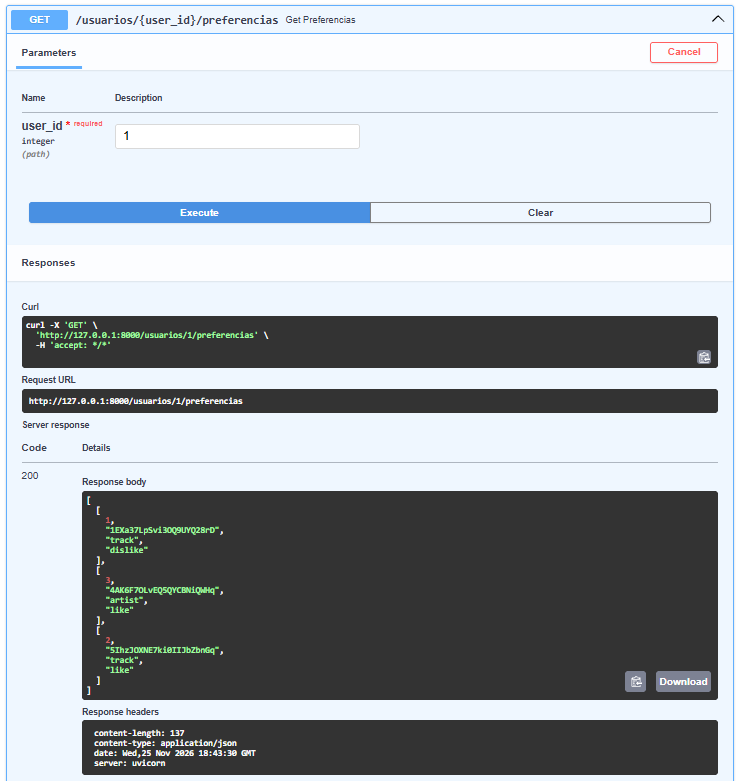 GET /usuarios/{user_id}/preferencias Get Preferencias
Parameters
Cancel
Name Description
user_id * required
integer
(path)
1
Execute Clear
Responses
Curl
curl -X 'GET' \
'http://127.0.0.1:8000/usuarios/1/preferencias' \
-H 'accept: */*'
Request URL
http://127.0.0.1:8000/usuarios/1/preferencias
Server response
Code Details
200
Response body
[
[
1,
"1EXa37LpSvi3OQ9UYQ28rD",
"track",
"dislike"
],
[
3,
"4AK6F7OLvEQ5QYCBNiQWHq",
"artist",
"like"
],
[
2,
"5IhzJOXNE7ki0IIJbZbnGq",
"track",
"like"
]
]
Download
Response headers
content-length: 137
content-type: application/json
date: Wed,25 Nov 2026 18:43:30 GMT
server: uvicorn